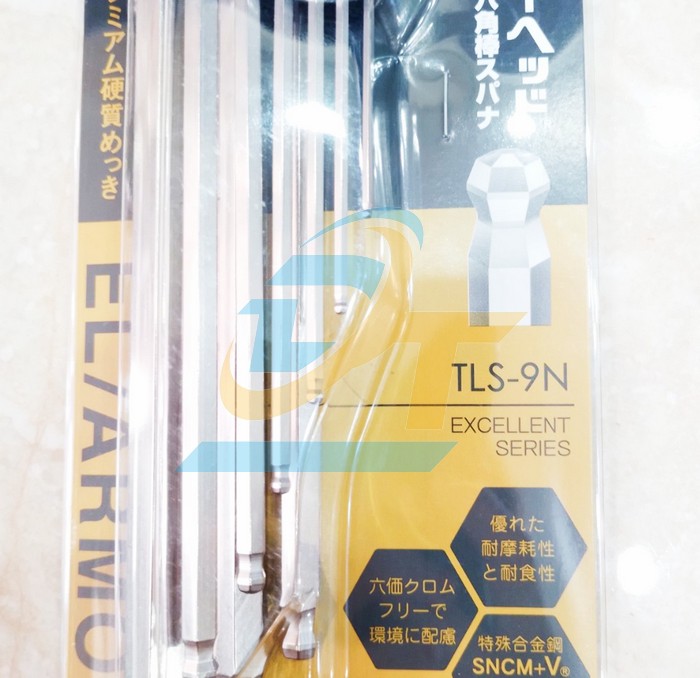 ミアム硬質めっき
ーヘッド
六角棒スパナ
EL/ARMO
TLS-9N
EXCELLENT
SERIES
優れた
耐摩耗性
と耐食性
六価クロム
フリーで
環境に配慮
特殊合金鋼
SNCM+V®